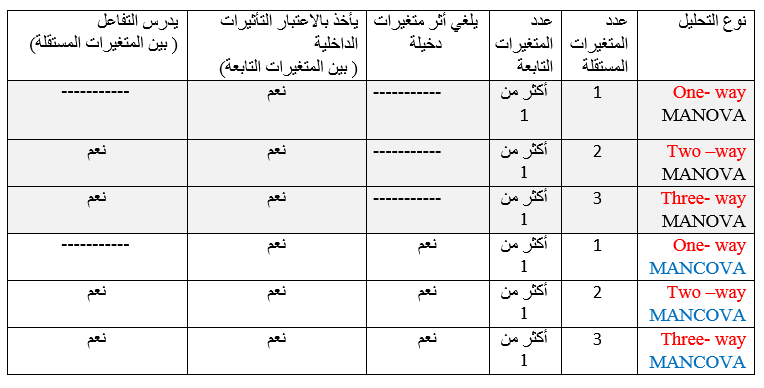 نوع التحليل
عدد
المتغيرات
المستقلة
عدد
المتغيرات
التابعة
يلغي أثر متغيرات
دخيلة
يأخذ بالاعتبار التأثيرات
الداخلية
( بين المتغيرات التابعة)
يدرس التفاعل
( بين المتغيرات المستقلة)
One- way
MANOVA
1
أكثر من
1
-----------
نعم
-----------
Two –way
MANOVA
2
أكثر من
1
-----------
نعم
نعم
Three- way
MANOVA
3
أكثر من
1
-----------
نعم
نعم
One- way
MANCOVA
1
أكثر من
1
نعم
نعم
-----------
Two –way
MANCOVA
2
أكثر من
1
نعم
نعم
نعم
Three- way
MANCOVA
3
أكثر من
1
نعم
نعم
نعم